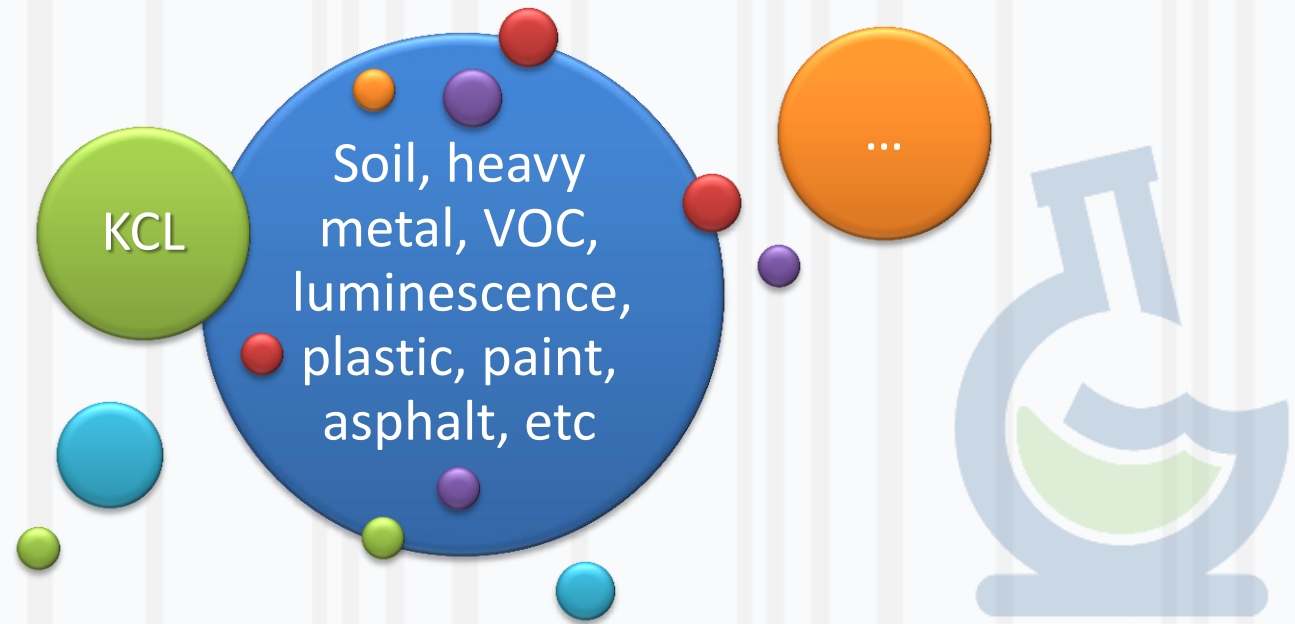 KCL
Soil, heavy
metal, VOC,
luminescence,
plastic, paint,
asphalt, etc
...